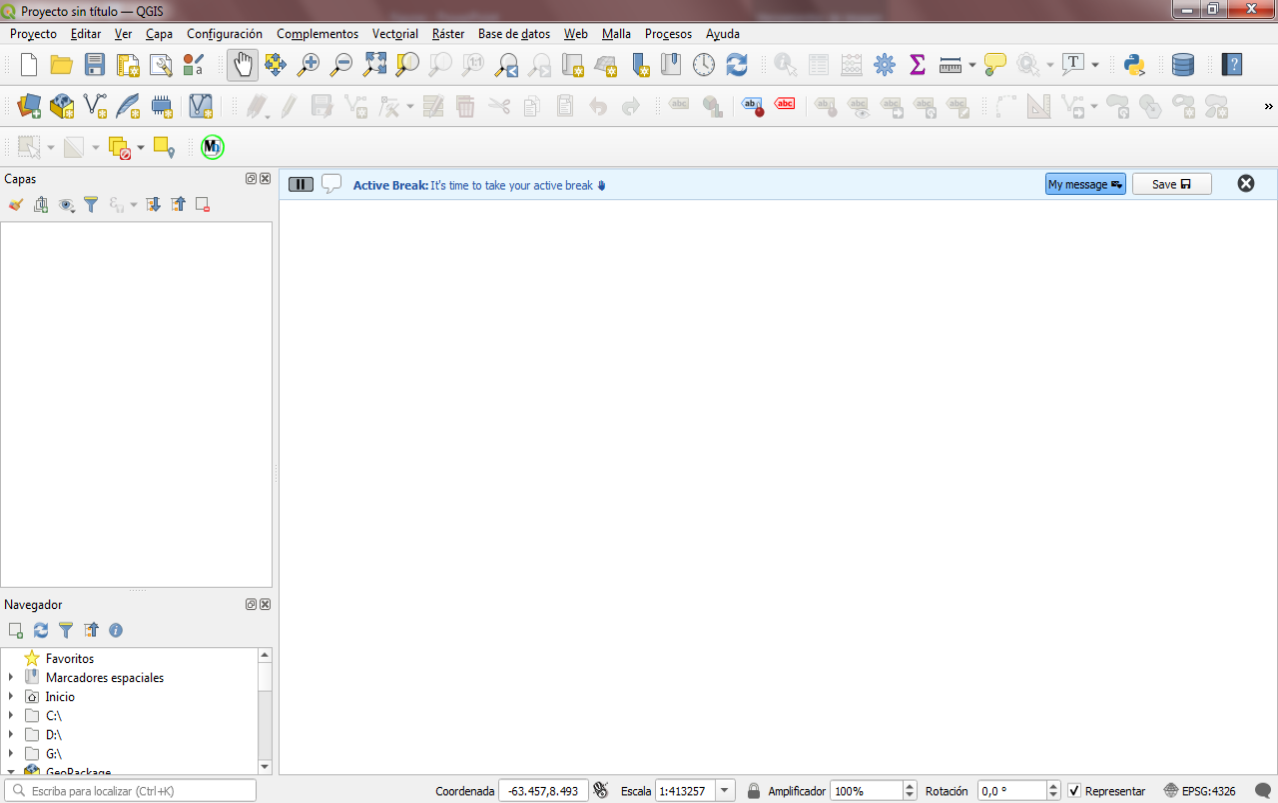 Proyecto sin título — QGIS
Proyecto Editar Ver Capa Configuración Complementos Vectorial Ráster Base de datos Web Malla Procesos Ayuda
Capas
Active Break: It's time to take your active break
My message
Save
Navegador
Favoritos
Marcadores espaciales
Inicio
C:\
D:\
G:\
GeoPackage
Escriba para localizar (Ctrl+K)
Coordenada -63.457,8.493 Escala 1:413257 Amplificador 100% Rotación 0,0 ° Representar EPSG:4326